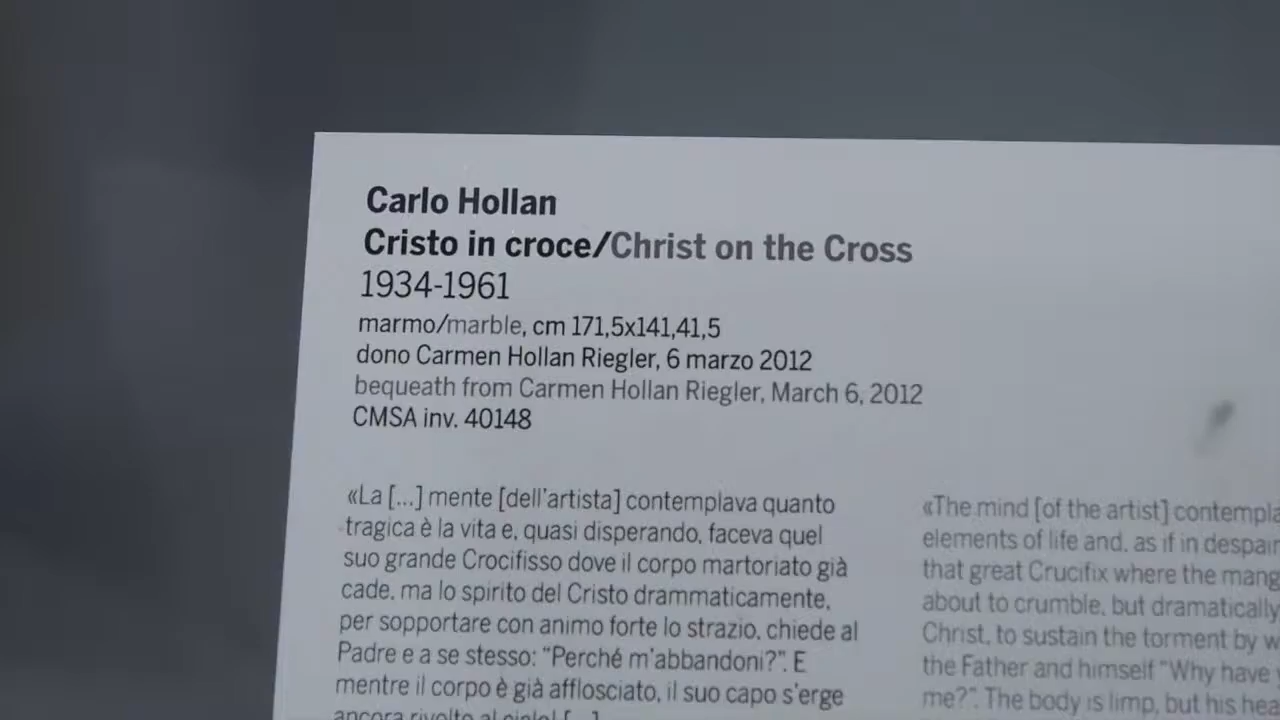 Carlo Hollan
Cristo in croce/Christ on the Cross
1934-1961
marmo/marble, cm 171,5x141,41,5
dono Carmen Hollan Riegler, 6 marzo 2012
bequeath from Carmen Hollan Riegler, March 6, 2012
CMSA inv. 40148
«La [...] mente [dell'artista] contemplava quanto
tragica è la vita e, quasi disperando, faceva quel
suo grande Crocifisso dove il corpo martoriato già
cade, ma lo spirito del Cristo drammaticamente,
per sopportare con animo forte lo strazio, chiede al
Padre e a se stesso: “Perché m'abbandoni?”. E
mentre il corpo è già afflosciato, il suo capo s'erge
ancora rivolto al cielo! [...]
«The mind [of the artist]
elements of life and, as if in
that great Crucifix where the
about to crumble, but dramatically
Christ, to sustain the torment by
the Father and himself “Why have
me?”. The body is limp, but his